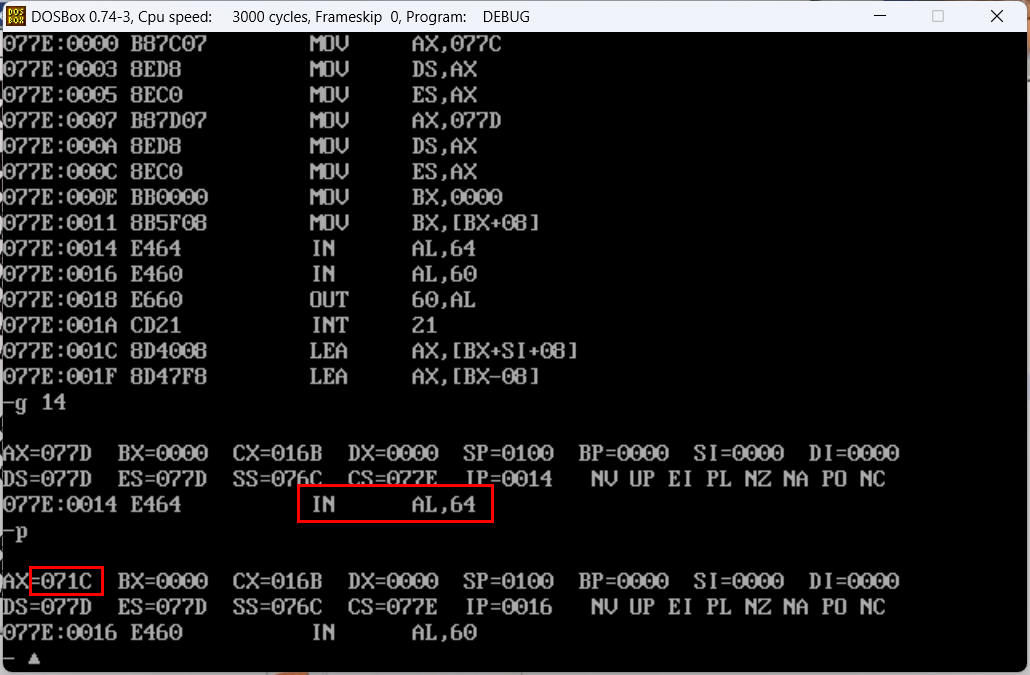 DOSBox 0.74-3, Cpu speed: 3000 cycles, Frameskip 0, Program: DEBUG
077E:0000 B87C07 MOV AX,077C
077E:0003 8ED8 MOV DS,AX
077E:0005 8EC0 MOV ES,AX
077E:0007 B87D07 MOV AX,077D
077E:000A 8ED8 MOV DS,AX
077E:000C 8EC0 MOV ES,AX
077E:000E BB0000 MOV BX,0000
077E:0011 8B5F08 MOV BX,[BX+08]
077E:0014 E464 IN AL,64
077E:0016 E460 IN AL,60
077E:0018 E660 OUT 60,AL
077E:001A CD21 INT 21
077E:001C 8D4008 LEA AX,[BX+SI+08]
077E:001F 8D47F8 LEA AX,[BX-08]
-g 14
AX=077D BX=0000 CX=016B DX=0000 SP=0100 BP=0000 SI=0000 DI=0000
DS=077D ES=077D SS=076C CS=077E IP=0014 NV UP EI PL NZ NA PO NC
077E:0014 E464 IN AL,64
-p
AX=071C BX=0000 CX=016B DX=0000 SP=0100 BP=0000 SI=0000 DI=0000
DS=077D ES=077D SS=076C CS=077E IP=0016 NV UP EI PL NZ NA PO NC
077E:0016 E460 IN AL,60
-